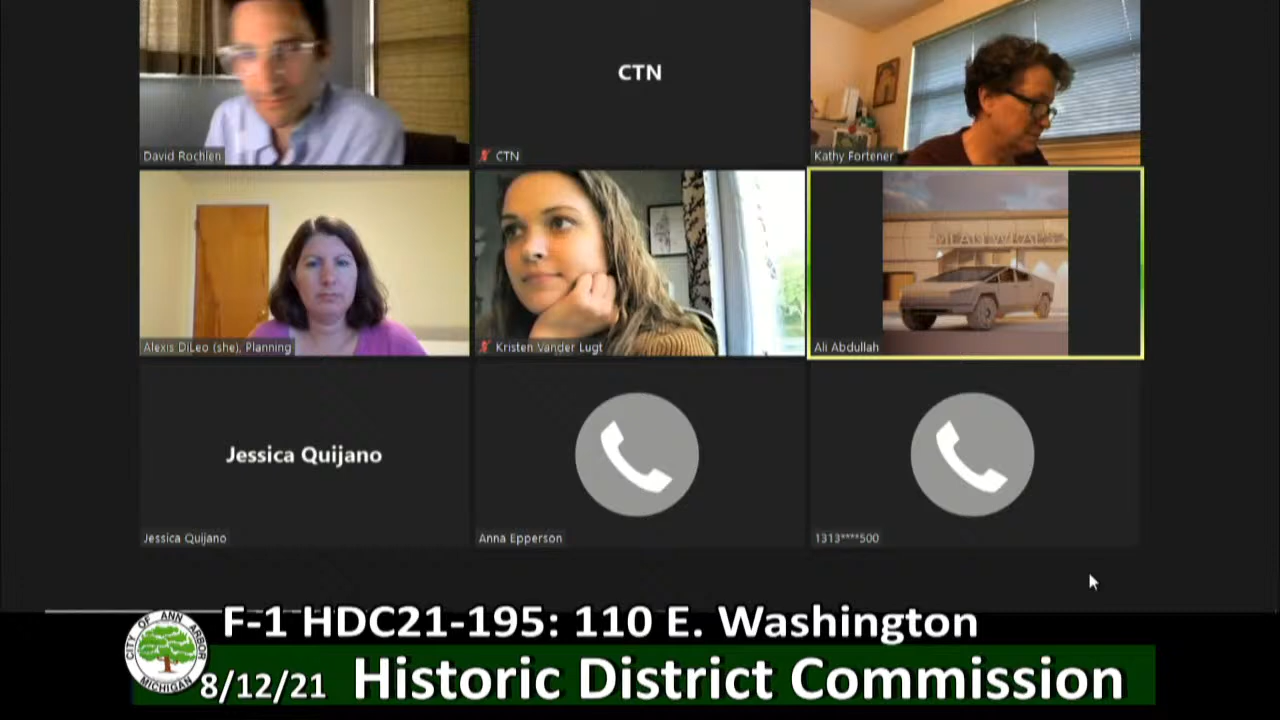 CTN
David Rochlen
CTN
Kathy Fortener
MEAN WRAPS
Alexis DiLeo (she), Planning
Kristen Vander Lugt
Ali Abdullah
Jessica Quijano
Jessica Quijano
Anna Epperson
1313****500
F-1 HDC21-195: 110 E. Washington
CITY OF ANN ARBOR
MICHIGAN
8/12/21 Historic District Commission